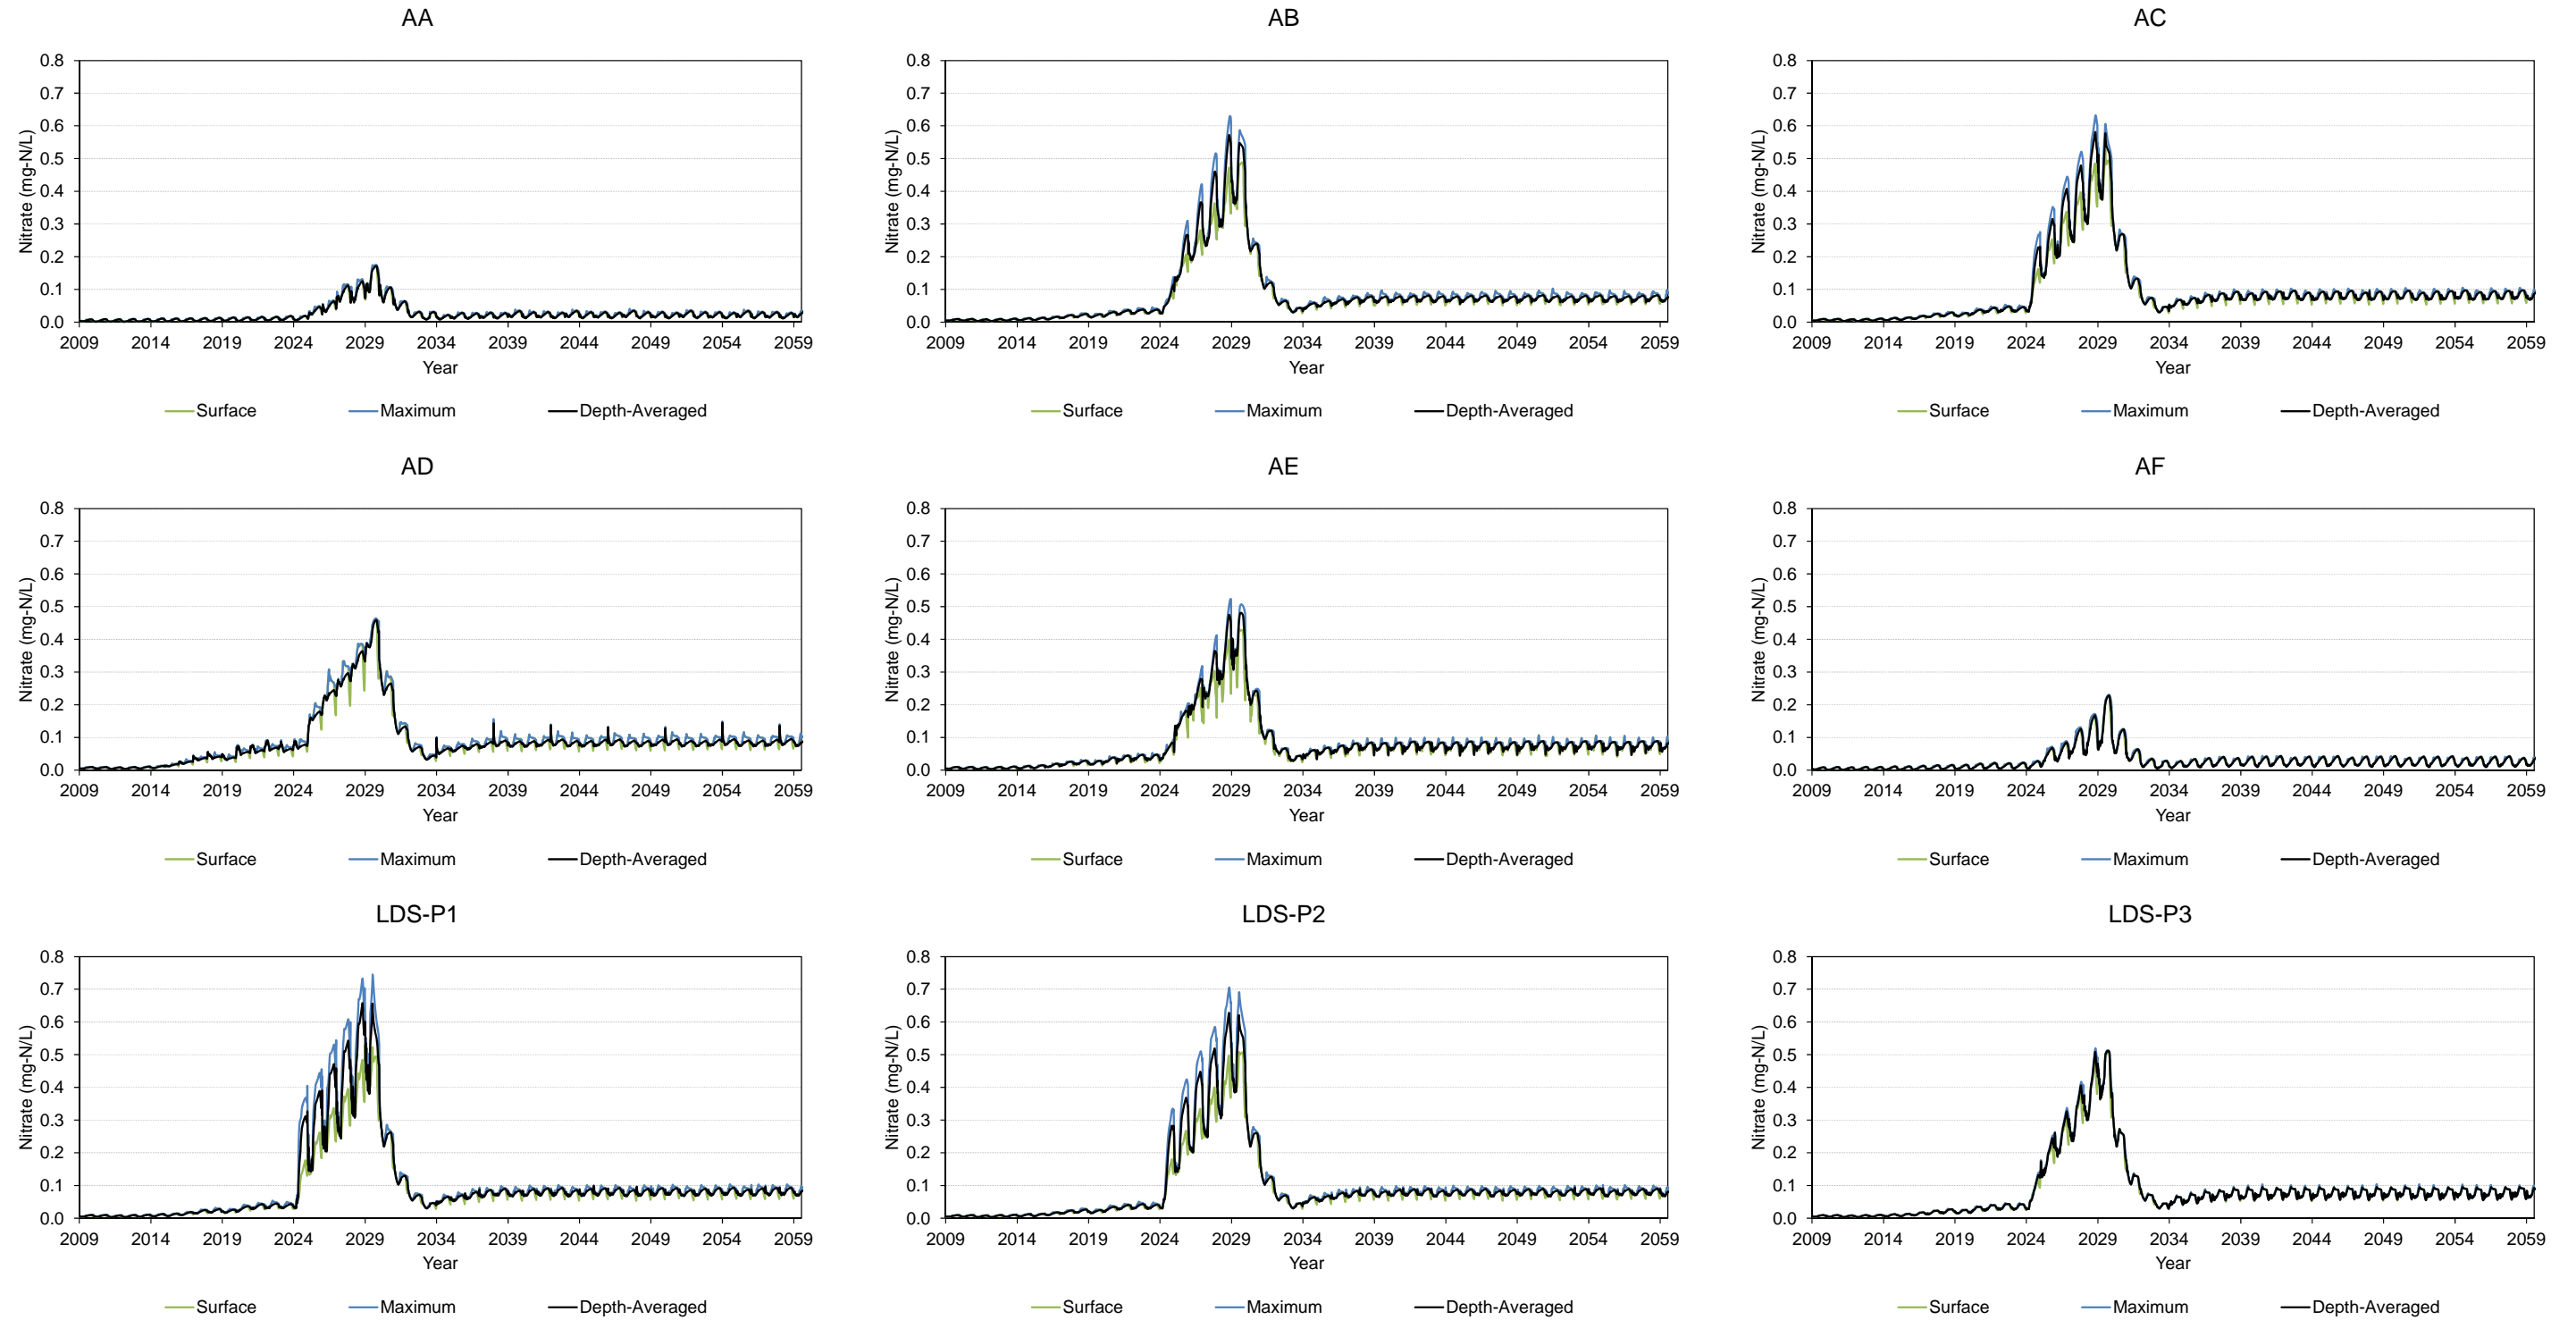 AA AB AC
0.8 0.8 0.8
0.7 0.7 0.7
0.6 0.6 0.6
0.5 0.5 0.5
0.4 0.4 0.4
0.3 0.3 0.3
0.2 0.2 0.2
0.1 0.1 0.1
0.0 0.0 0.0
Nitrate (mg-N/L) Nitrate (mg-N/L) Nitrate (mg-N/L)
2009 2014 2019 2024 2029 2034 2039 2044 2049 2054 2059 2009 2014 2019 2024 2029 2034 2039 2044 2049 2054 2059 2009 2014 2019 2024 2029 2034 2039 2044 2049 2054 2059
Year Year Year
Surface Maximum Depth-Averaged Surface Maximum Depth-Averaged Surface Maximum Depth-Averaged
AD AE AF
0.8 0.8 0.8
0.7 0.7 0.7
0.6 0.6 0.6
0.5 0.5 0.5
0.4 0.4 0.4
0.3 0.3 0.3
0.2 0.2 0.2
0.1 0.1 0.1
0.0 0.0 0.0
Nitrate (mg-N/L) Nitrate (mg-N/L) Nitrate (mg-N/L)
2009 2014 2019 2024 2029 2034 2039 2044 2049 2054 2059 2009 2014 2019 2024 2029 2034 2039 2044 2049 2054 2059 2009 2014 2019 2024 2029 2034 2039 2044 2049 2054 2059
Year Year Year
Surface Maximum Depth-Averaged Surface Maximum Depth-Averaged Surface Maximum Depth-Averaged
LDS-P1 LDS-P2 LDS-P3
0.8 0.8 0.8
0.7 0.7 0.7
0.6 0.6 0.6
0.5 0.5 0.5
0.4 0.4 0.4
0.3 0.3 0.3
0.2 0.2 0.2
0.1 0.1 0.1
0.0 0.0 0.0
Nitrate (mg-N/L) Nitrate (mg-N/L) Nitrate (mg-N/L)
2009 2014 2019 2024 2029 2034 2039 2044 2049 2054 2059 2009 2014 2019 2024 2029 2034 2039 2044 2049 2054 2059 2009 2014 2019 2024 2029 2034 2039 2044 2049 2054 2059
Year Year Year
Surface Maximum Depth-Averaged Surface Maximum Depth-Averaged Surface Maximum Depth-Averaged